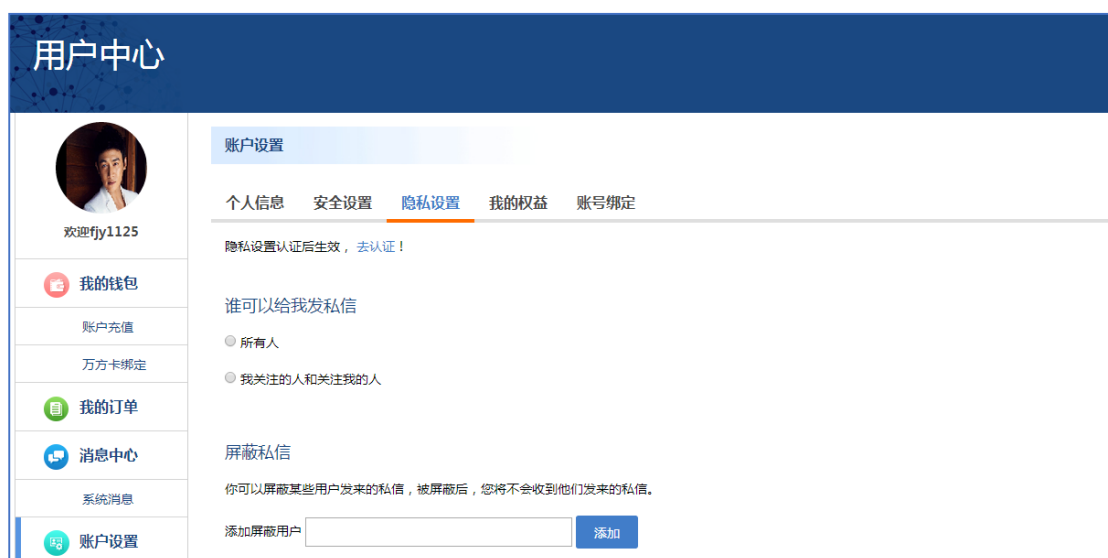 用户中心
欢迎fjy1125
我的钱包
账户充值
万方卡绑定
我的订单
消息中心
系统消息
账户设置
账户设置
个人信息 安全设置 隐私设置 我的权益 账号绑定
隐私设置认证后生效，去认证！
谁可以给我发私信
所有人
我关注的人和关注我的人
屏蔽私信
你可以屏蔽某些用户发来的私信，被屏蔽后，您将不会收到他们发来的私信。
添加屏蔽用户 添加